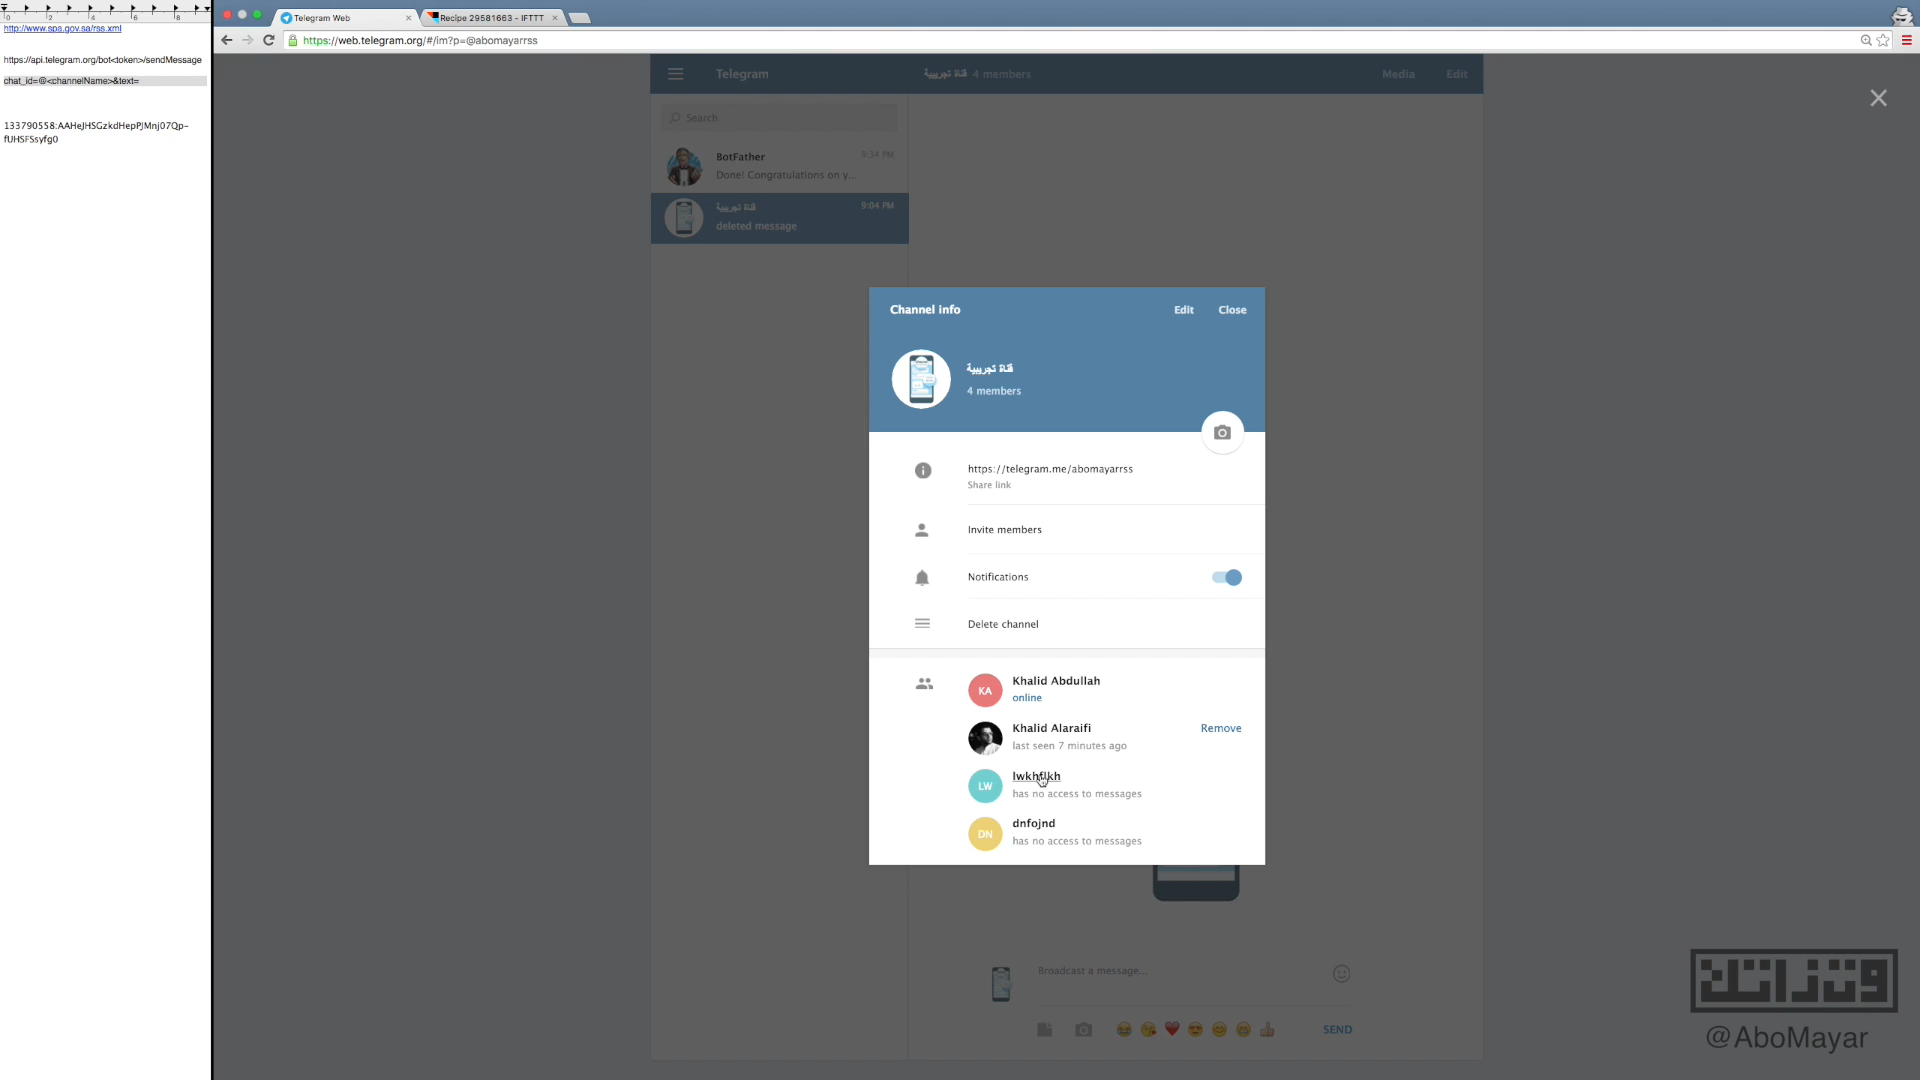 0 2 4 6 8
http://www.spa.gov.sa/rss.xml
https://api.telegram.org/bot<token>/sendMessage
chat_id=@<channelName>&text=
133790558:AAHeJHSGzkdHepPJMnj07Qp-
fUHSFSsyfg0
Telegram Web
Recipe 29581663 - IFTTT
https://web.telegram.org/#/im?p=@abomayarrss
Telegram
قناة تجريبية 4 members
Media
Edit
Search
BotFather
9:34 PM
Done! Congratulations on y...
قناة تجريبية
9:04 PM
deleted message
Channel info
Edit
Close
قناة تجريبية
4 members
https://telegram.me/abomayarrss
Share link
Invite members
Notifications
Delete channel
KA
Khalid Abdullah
online
Khalid Alaraifi
last seen 7 minutes ago
Remove
LW
lwkhflkh
has no access to messages
DN
dnfojnd
has no access to messages
Broadcast a message...
SEND
@AboMayar